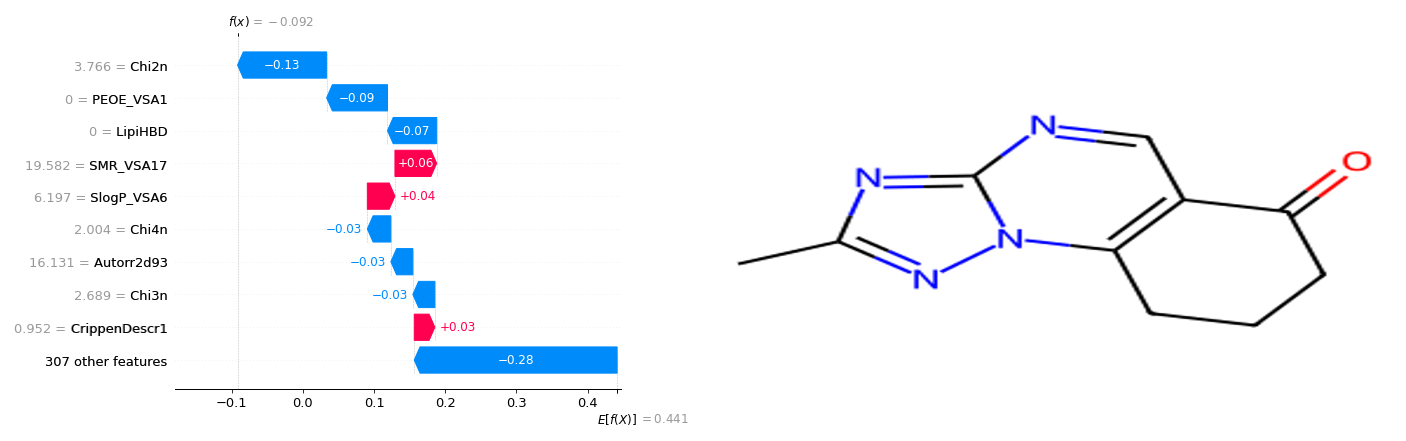 f(x) = −0.092
3.766 = Chi2n
−0.13
0 = PEOE_VSA1
−0.09
0 = LipiHBD
−0.07
19.582 = SMR_VSA17
+0.06
6.197 = SlogP_VSA6
+0.04
2.004 = Chi4n
−0.03
16.131 = Autorr2d93
−0.03
2.689 = Chi3n
−0.03
0.952 = CrippenDescr1
+0.03
307 other features
−0.28
−0.1 0.0 0.1 0.2 0.3 0.4
E[f(X)] = 0.441
N
O
N
N
N